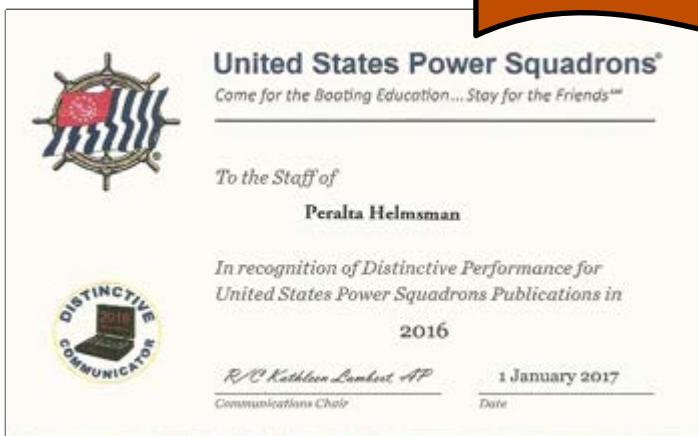 United States Power Squadrons®
Come for the Boating Education...Stay for the Friends℠
To the Staff of
Peralta Helmsman
In recognition of Distinctive Performance for
United States Power Squadrons Publications in
2016
R/C Kathleen Lambert, AP
1 January 2017
Communications Chair
Date
DISTINCTIVE
2016
COMMUNICATOR